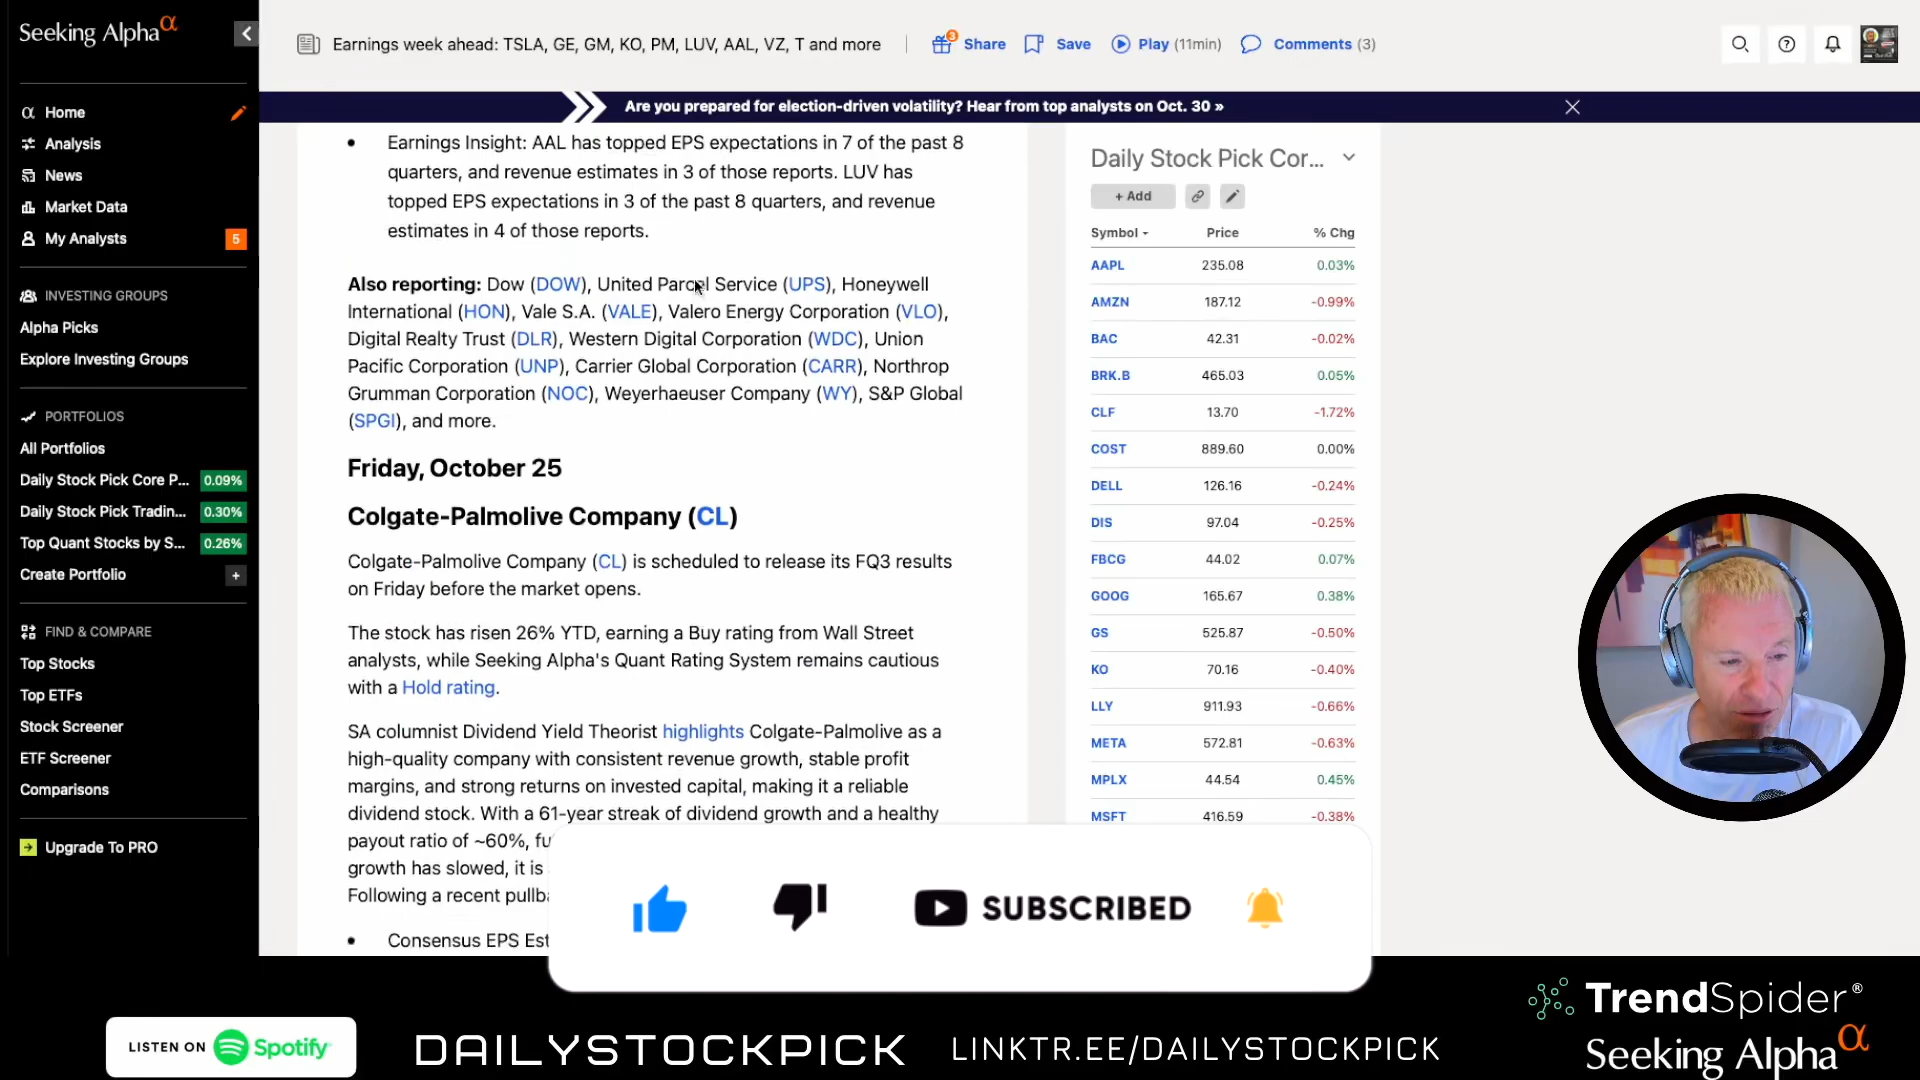 Seeking Alpha α
Home
Analysis
News
Market Data
My Analysts 5
INVESTING GROUPS
Alpha Picks
Explore Investing Groups
PORTFOLIOS
All Portfolios
Daily Stock Pick Core P... 0.09%
Daily Stock Pick Tradin... 0.30%
Top Quant Stocks by S... 0.26%
Create Portfolio +
FIND & COMPARE
Top Stocks
Top ETFs
Stock Screener
ETF Screener
Comparisons
Upgrade To PRO
Earnings week ahead: TSLA, GE, GM, KO, PM, LUV, AAL, VZ, T and more
3 Share
Save
Play (11min)
Comments (3)
Are you prepared for election-driven volatility? Hear from top analysts on Oct. 30 »
• Earnings Insight: AAL has topped EPS expectations in 7 of the past 8
quarters, and revenue estimates in 3 of those reports. LUV has
topped EPS expectations in 3 of the past 8 quarters, and revenue
estimates in 4 of those reports.
Also reporting: Dow (DOW), United Parcel Service (UPS), Honeywell
International (HON), Vale S.A. (VALE), Valero Energy Corporation (VLO),
Digital Realty Trust (DLR), Western Digital Corporation (WDC), Union
Pacific Corporation (UNP), Carrier Global Corporation (CARR), Northrop
Grumman Corporation (NOC), Weyerhaeuser Company (WY), S&P Global
(SPGI), and more.
Friday, October 25
Colgate-Palmolive Company (CL)
Colgate-Palmolive Company (CL) is scheduled to release its FQ3 results
on Friday before the market opens.
The stock has risen 26% YTD, earning a Buy rating from Wall Street
analysts, while Seeking Alpha's Quant Rating System remains cautious
with a Hold rating.
SA columnist Dividend Yield Theorist highlights Colgate-Palmolive as a
high-quality company with consistent revenue growth, stable profit
margins, and strong returns on invested capital, making it a reliable
dividend stock. With a 61-year streak of dividend growth and a healthy
payout ratio of ~60%, fu
growth has slowed, it is
Following a recent pullba
• Consensus EPS Est
Daily Stock Pick Cor...
+ Add
Symbol Price % Chg
AAPL 235.08 0.03%
AMZN 187.12 -0.99%
BAC 42.31 -0.02%
BRK.B 465.03 0.05%
CLF 13.70 -1.72%
COST 889.60 0.00%
DELL 126.16 -0.24%
DIS 97.04 -0.25%
FBCG 44.02 0.07%
GOOG 165.67 0.38%
GS 525.87 -0.50%
KO 70.16 -0.40%
LLY 911.93 -0.66%
META 572.81 -0.63%
MPLX 44.54 0.45%
MSFT 416.59 -0.38%
SUBSCRIBED
LISTEN ON Spotify
DAILYSTOCKPICK
LINKTR.EE/DAILYSTOCKPICK
TrendSpider®
Seeking Alpha α